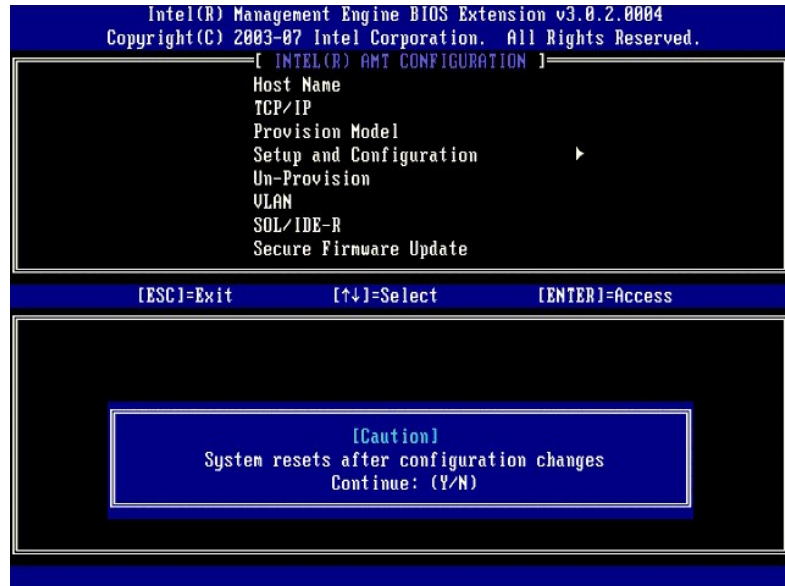 Intel(R) Management Engine BIOS Extension v3.0.2.0004
Copyright(C) 2003-07 Intel Corporation. All Rights Reserved.
[ INTEL(R) AMT CONFIGURATION ]
Host Name
TCP/IP
Provision Model
Setup and Configuration
Un-Provision
VLAN
SOL/IDE-R
Secure Firmware Update
[ESC]=Exit [↑↓]=Select [ENTER]=Access
[Caution]
System resets after configuration changes
Continue: (Y/N)